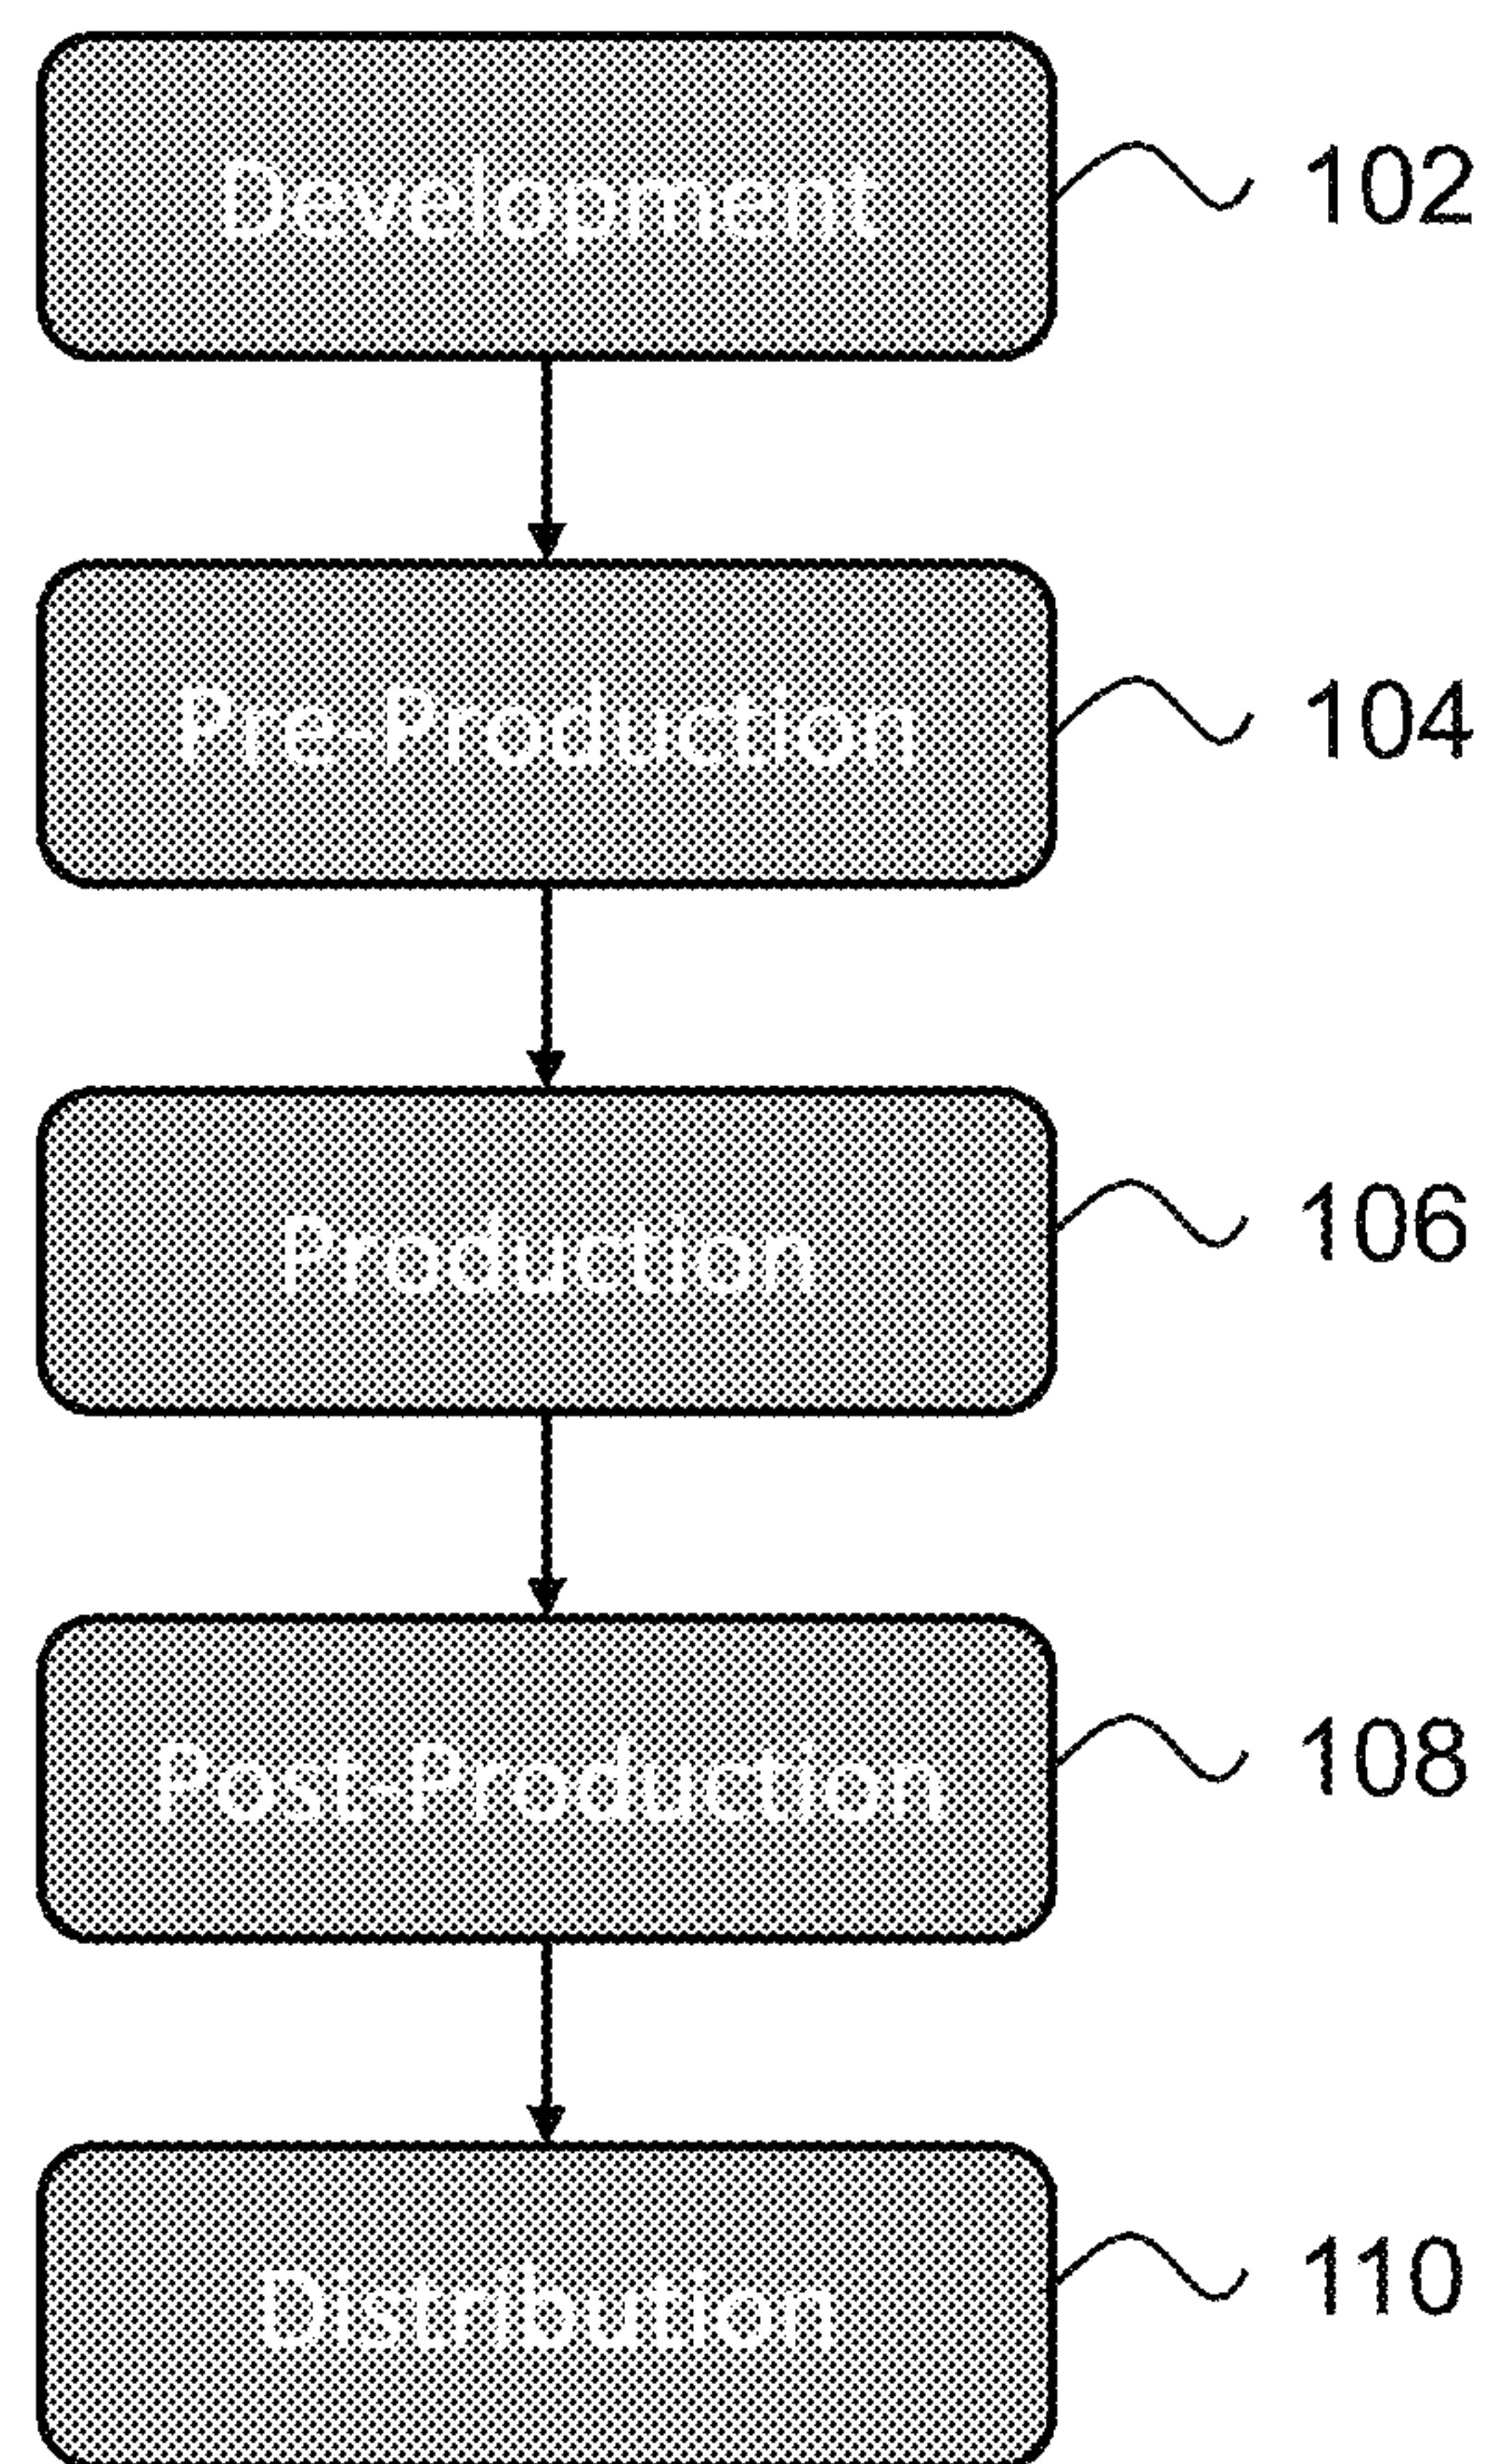 Development 102
Pre-Production 104
Production 106
Post-Production 108
Distribution 110